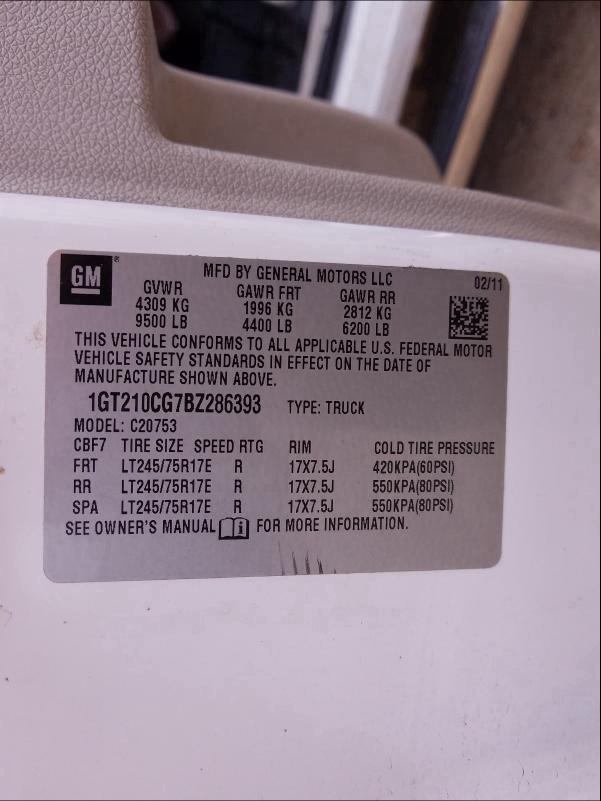 GM®
MFD BY GENERAL MOTORS LLC 02/11
GVWR GAWR FRT GAWR RR
4309 KG 1996 KG 2812 KG
9500 LB 4400 LB 6200 LB
THIS VEHICLE CONFORMS TO ALL APPLICABLE U.S. FEDERAL MOTOR
VEHICLE SAFETY STANDARDS IN EFFECT ON THE DATE OF
MANUFACTURE SHOWN ABOVE.
1GT210CG7BZ286393 TYPE: TRUCK
MODEL: C20753
CBF7 TIRE SIZE SPEED RTG RIM COLD TIRE PRESSURE
FRT LT245/75R17E R 17X7.5J 420KPA(60PSI)
RR LT245/75R17E R 17X7.5J 550KPA(80PSI)
SPA LT245/75R17E R 17X7.5J 550KPA(80PSI)
SEE OWNER'S MANUAL FOR MORE INFORMATION.